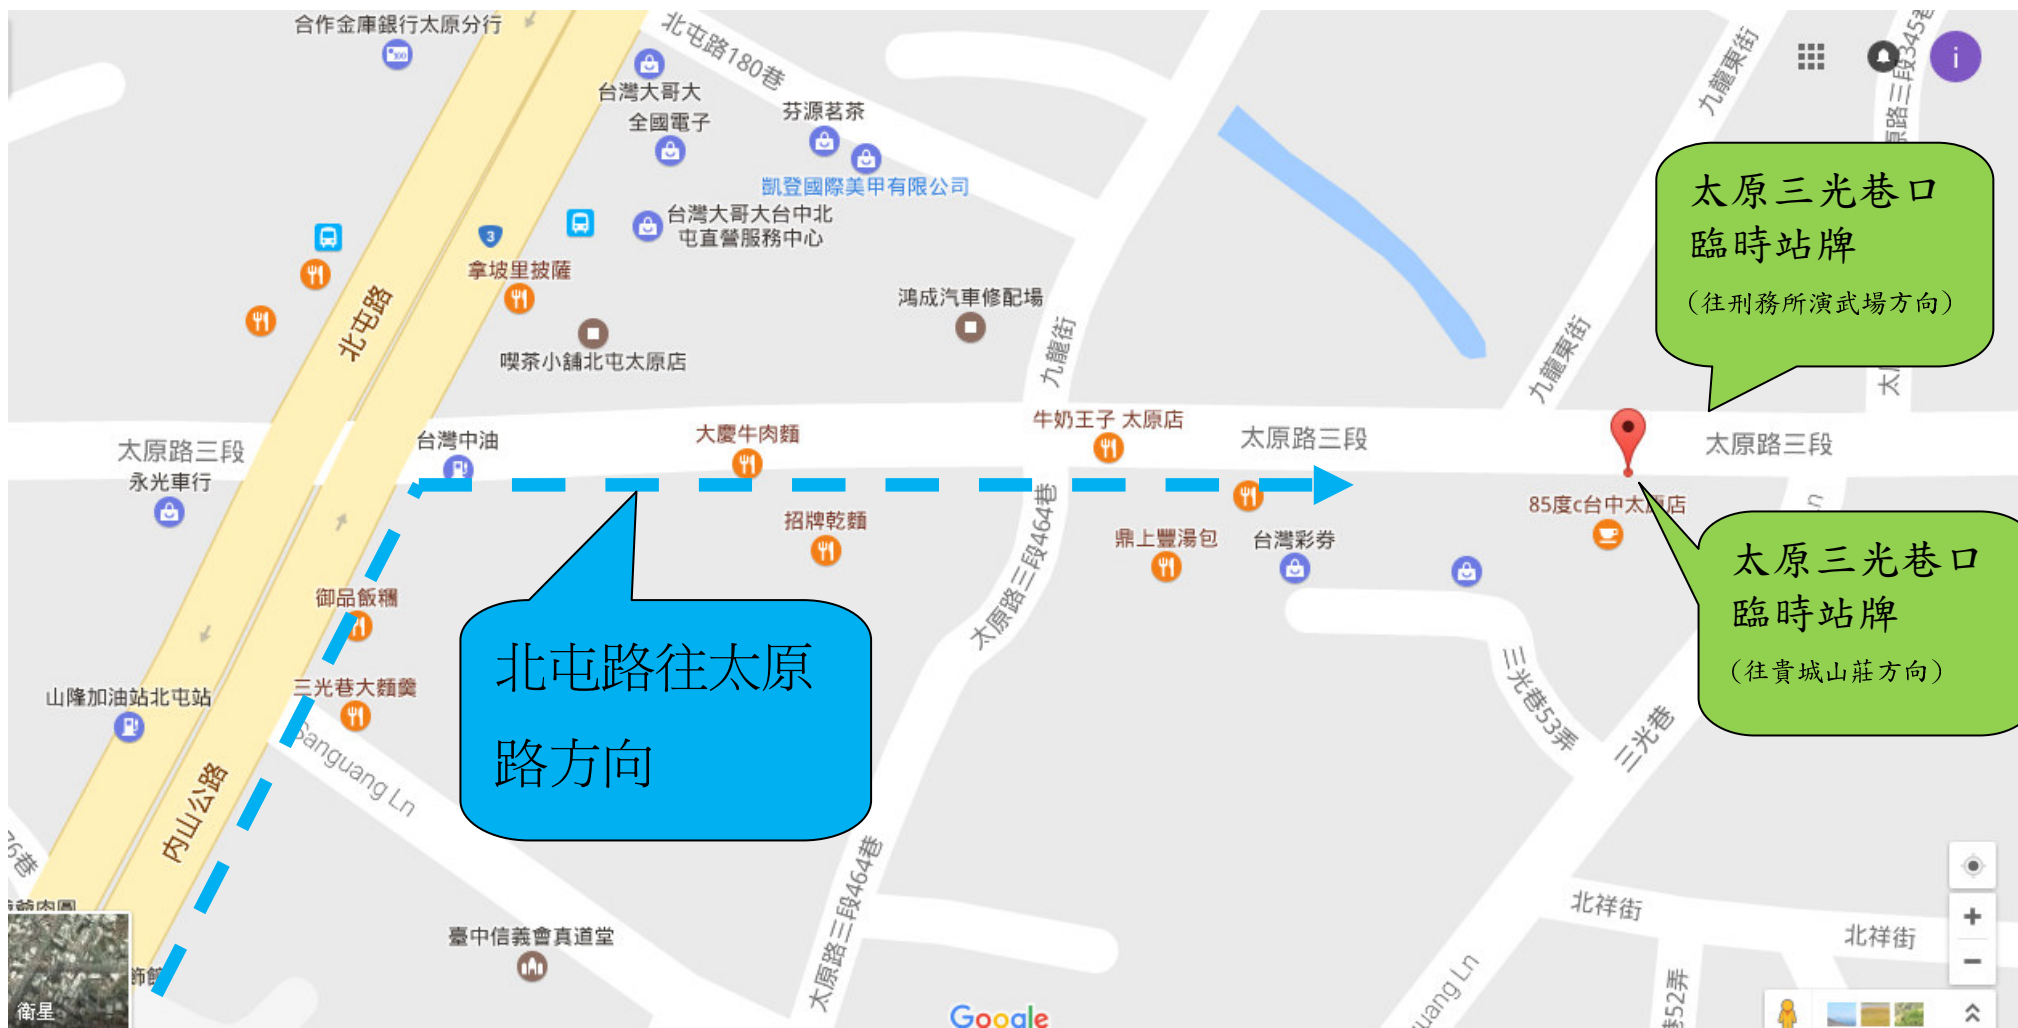 合作金庫銀行太原分行
北屯路180巷
台灣大哥大
全國電子
芬源茗茶
凱登國際美甲有限公司
台灣大哥大台中北
屯直營服務中心
九龍東街
i
太原三光巷口
臨時站牌
(往刑務所演武場方向)
3
拿坡里披薩
北屯路
喫茶小舖北屯太原店
鴻成汽車修配場
九龍街
九龍東街
太原路三段
永光車行
台灣中油
大慶牛肉麵
牛奶王子 太原店
太原路三段
太原路三段
招牌乾麵
太原路三段464巷
鼎上豐湯包
台灣彩券
85度c台中太原店
太原三光巷口
臨時站牌
(往貴城山莊方向)
御品飯糰
三光巷大麵羹
山隆加油站北屯站
北屯路往太原
路方向
三光巷53弄
三光巷
Sanguang Ln
內山公路
太原路三段464巷
臺中信義會真道堂
北祥街
北祥街
衛星
Google